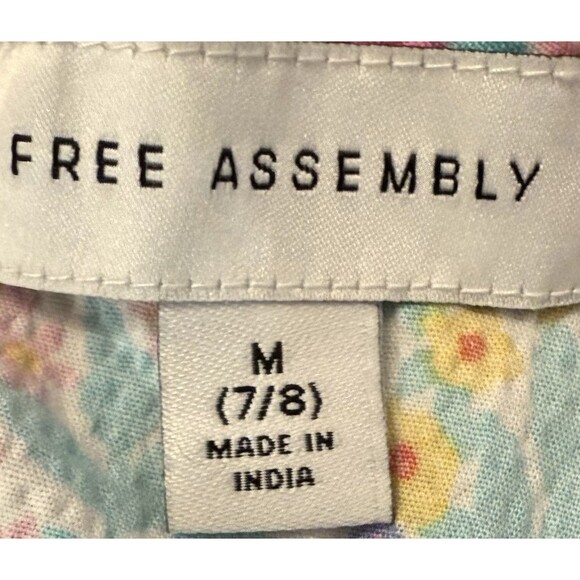 FREE ASSEMBLY
M
(7/8)
MADE IN
INDIA